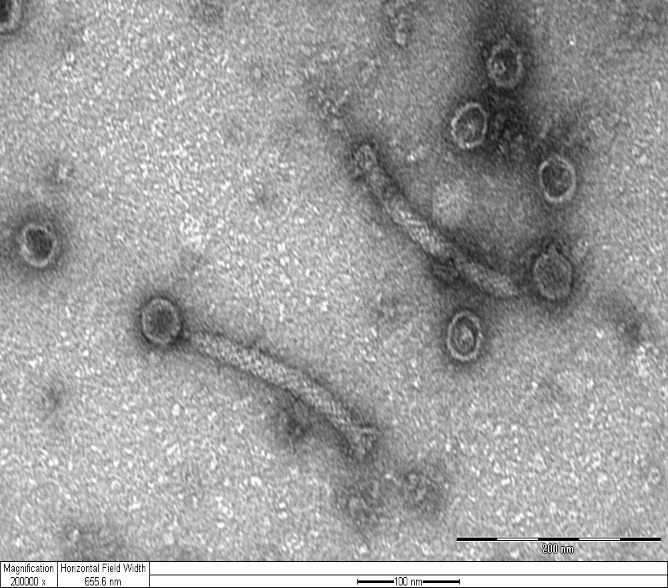 200 nm
Magnification Horizontal Field Width
200000 x 655.6 nm
100 nm